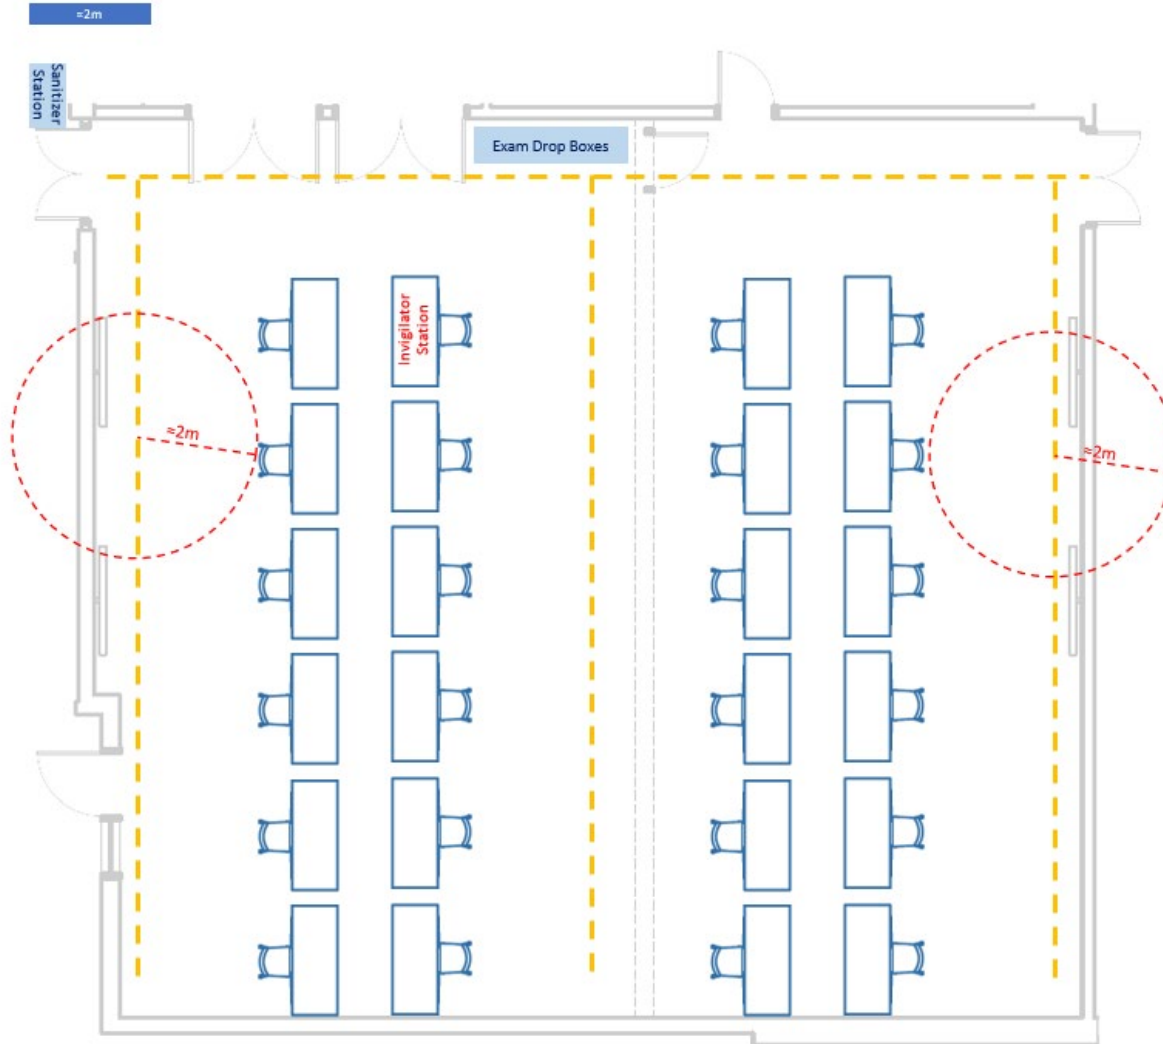 ≈2m
Sanitizer
Station
Exam Drop Boxes
Invigilator
Station
≈2m
≈2m